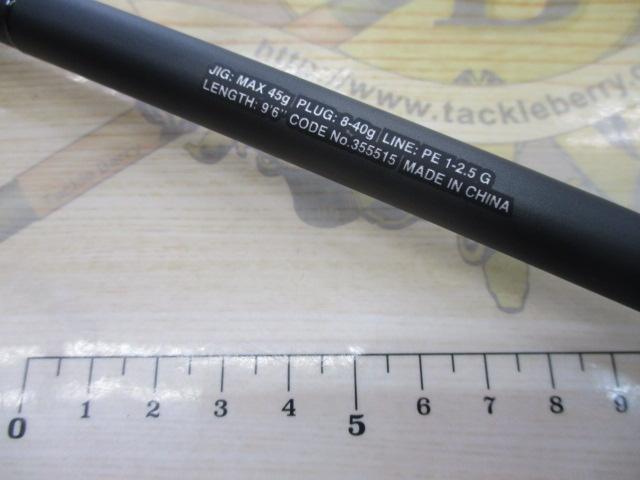 http://www.tackleberry.
JIG: MAX 45g | PLUG: 8-40g | LINE: PE 1-2.5 G
LENGTH: 9'6" CODE No.355515 | MADE IN CHINA
0 1 2 3 4 5 6 7 8 9